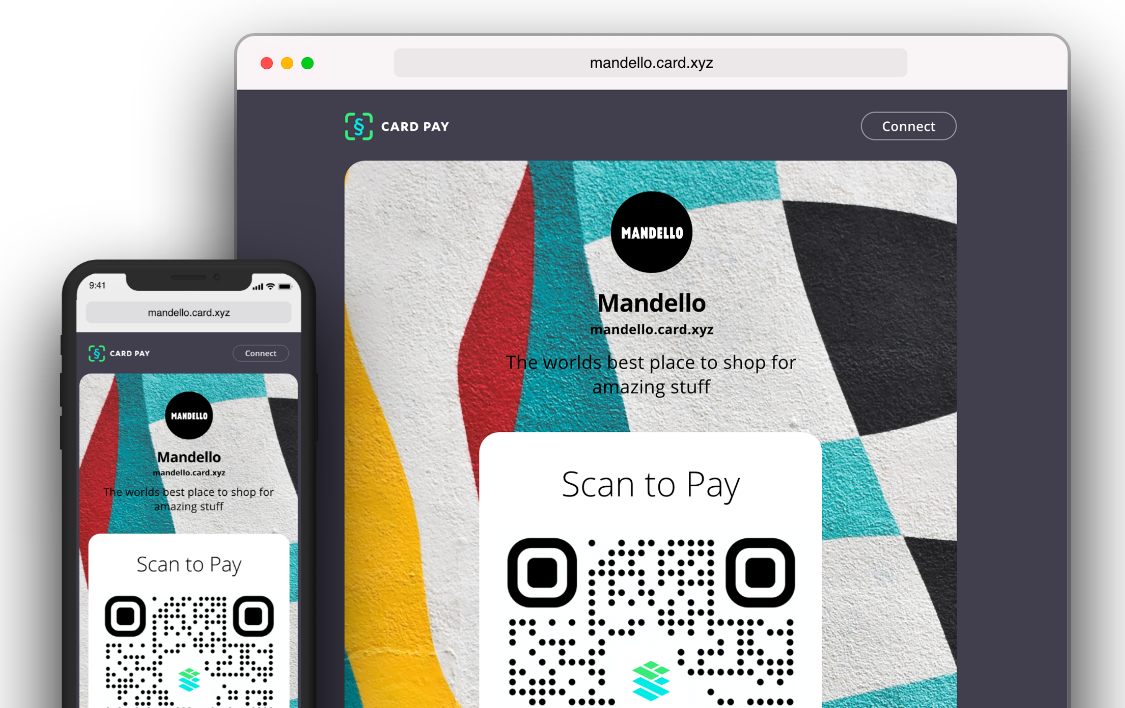 mandello.card.xyz
§ CARD PAY
Connect
MANDELLO
Mandello
mandello.card.xyz
The worlds best place to shop for
amazing stuff
Scan to Pay
9:41
mandello.card.xyz
§ CARD PAY
Connect
MANDELLO
Mandello
mandello.card.xyz
The worlds best place to shop for
amazing stuff
Scan to Pay